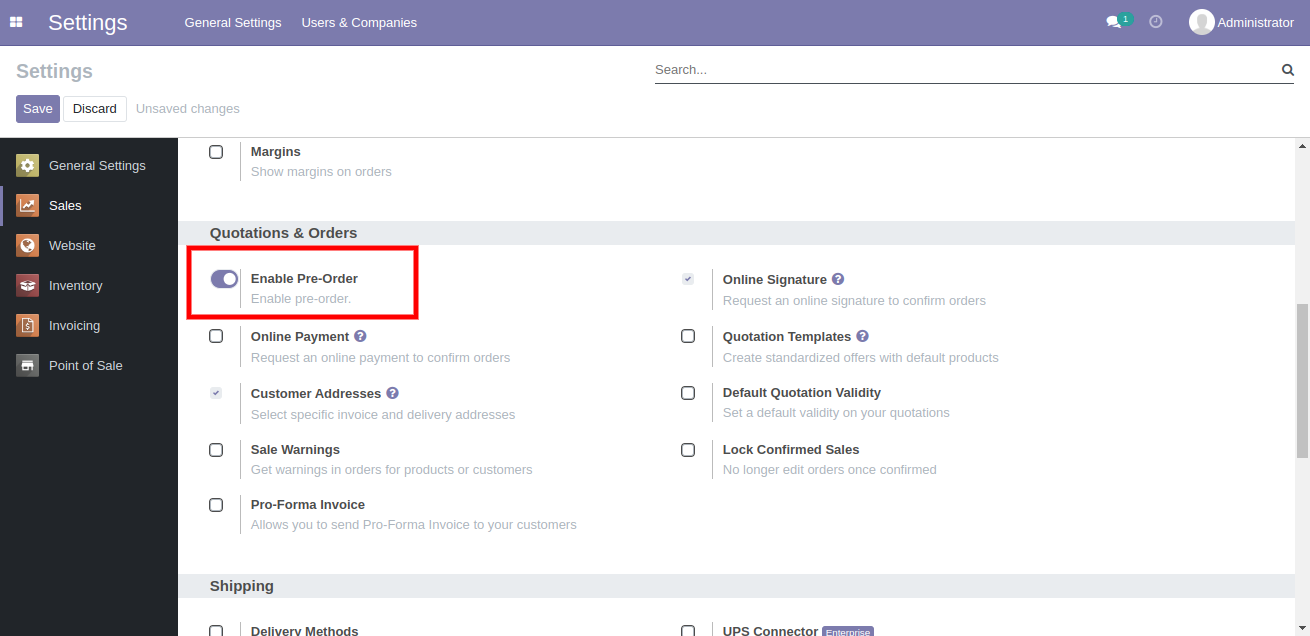 Settings General Settings Users & Companies 1 Administrator
Settings
Search...
Save Discard Unsaved changes
General Settings
Sales
Website
Inventory
Invoicing
Point of Sale
Margins
Show margins on orders
Quotations & Orders
Enable Pre-Order
Enable pre-order.
Online Signature ?
Request an online signature to confirm orders
Online Payment ?
Request an online payment to confirm orders
Quotation Templates ?
Create standardized offers with default products
Customer Addresses ?
Select specific invoice and delivery addresses
Default Quotation Validity
Set a default validity on your quotations
Sale Warnings
Get warnings in orders for products or customers
Lock Confirmed Sales
No longer edit orders once confirmed
Pro-Forma Invoice
Allows you to send Pro-Forma Invoice to your customers
Shipping
Delivery Methods
UPS Connector Enterprise